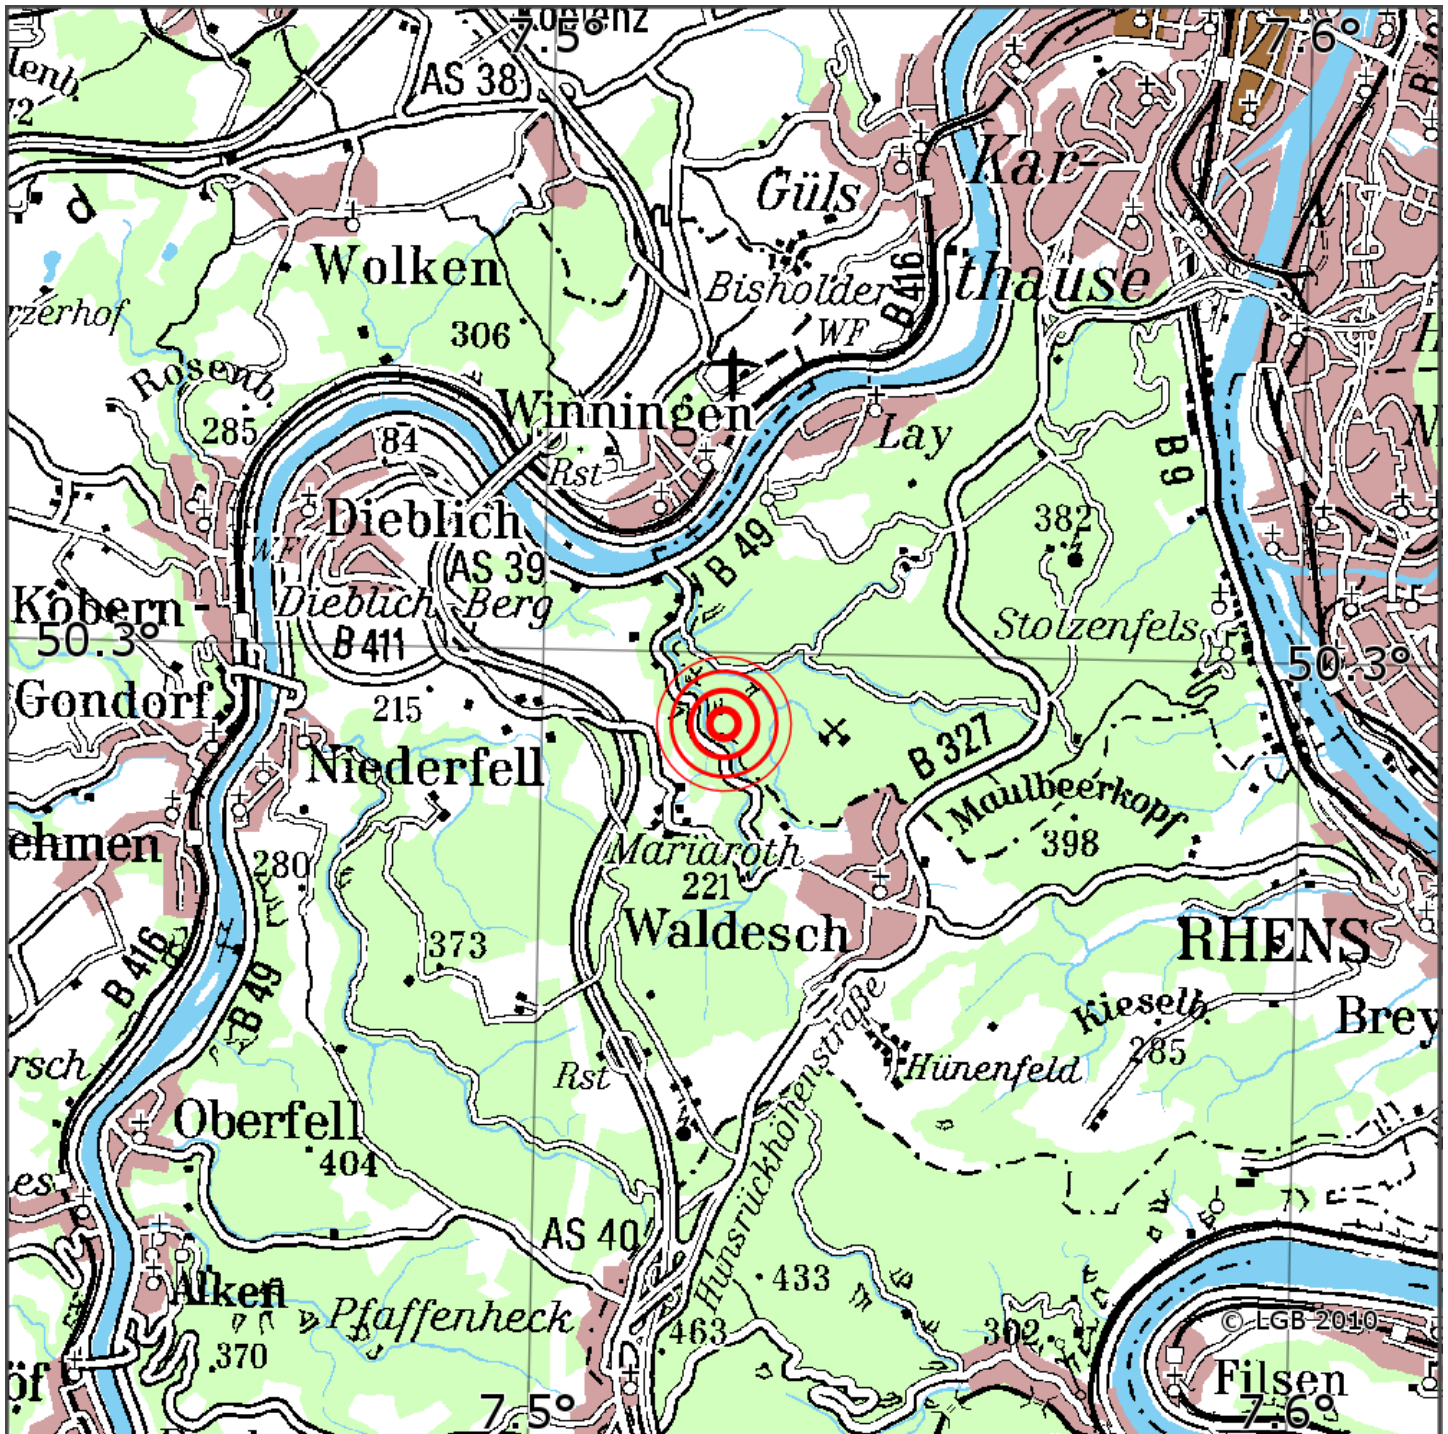 7.5°
7.6°
AS 38
Kar-
thause
Güls
Wolken
B 416
Bisholder
WF
306
Rosenb.
Winningen
285
84
Rst
Lay
B 9
Dieblich
382
B 49
WF
AS 39
Dieblich-Berg
Kobern-
Gondorf
Stolzenfels
50.3°
50.3°
B 411
215
Niederfell
B 327
Maulbeerkopf
398
Mariaroth
221
280
Waldesch
RHENS
373
B 416
B 49
Kieselb.
285
Brey
Hünenfeld
Rst
Hunsrückhöhenstraße
Oberfell
404
AS 40
433
Alken
Pfaffenheck
463
302
370
© LGB 2010
Filsen
7.5°
7.6°